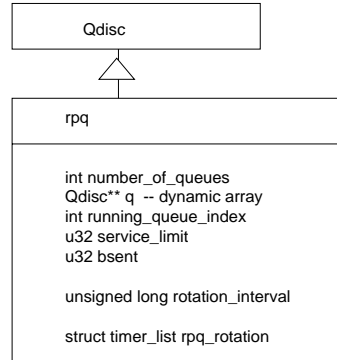 Qdisc
rpq
int number_of_queues
Qdisc** q -- dynamic array
int running_queue_index
u32 service_limit
u32 bsent
unsigned long rotation_interval
struct timer_list rpq_rotation